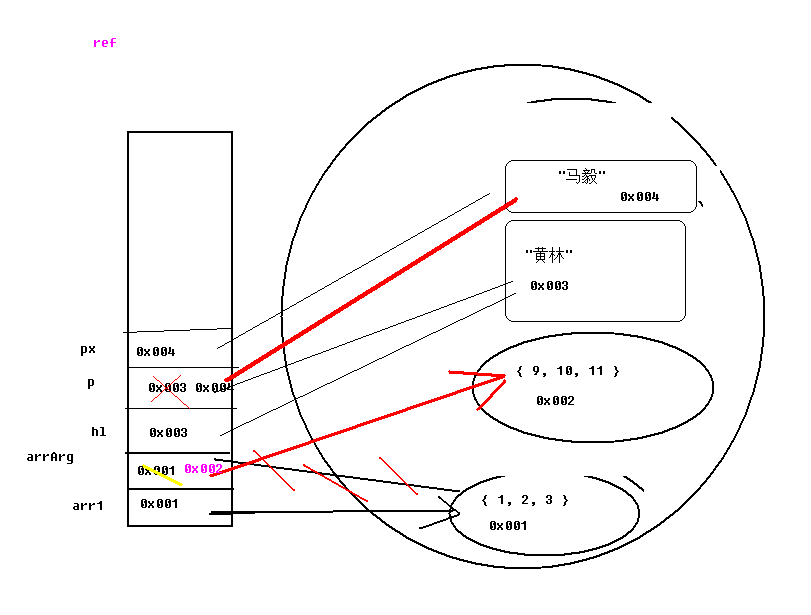 ref
"马毅"
0x004
"黄林"
0x003
px
0x004
p
0x003 0x004
{ 9, 10, 11 }
0x002
hl
0x003
arrArg
0x001 0x002
arr1
0x001
{ 1, 2, 3 }
0x001